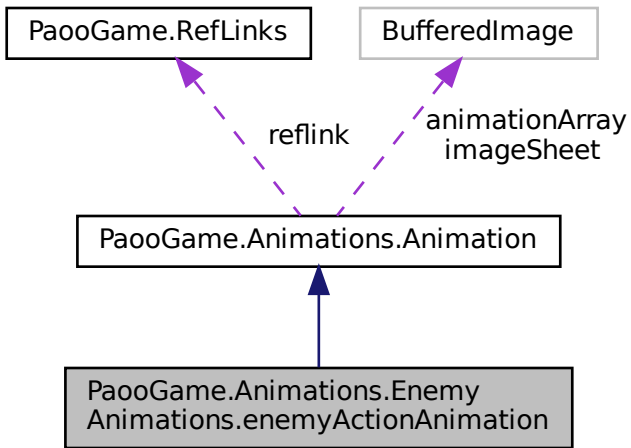 PaooGame.RefLinks
BufferedImage
reflink
animationArray
imageSheet
PaooGame.Animations.Animation
PaooGame.Animations.Enemy
Animations.enemyActionAnimation